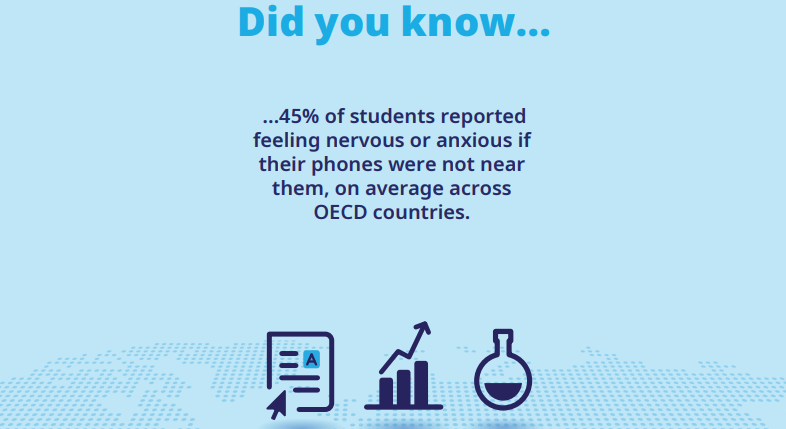 Did you know...
...45% of students reported
feeling nervous or anxious if
their phones were not near
them, on average across
OECD countries.
A